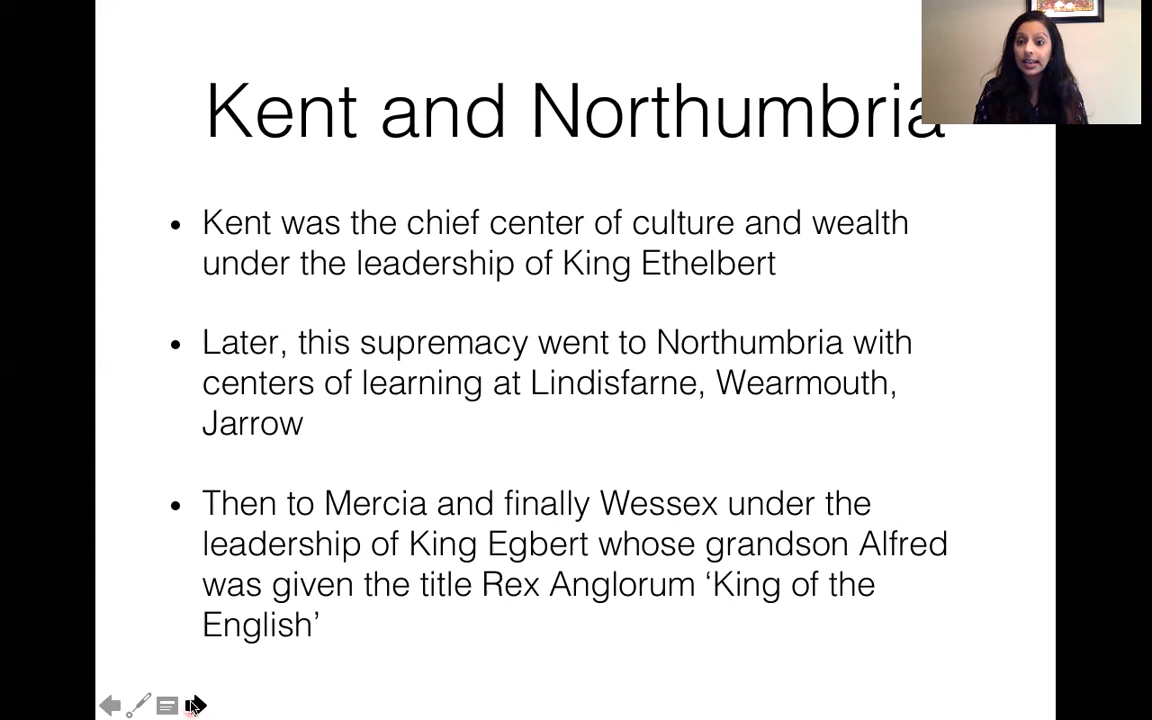 Kent and Northumbria
• Kent was the chief center of culture and wealth
under the leadership of King Ethelbert
• Later, this supremacy went to Northumbria with
centers of learning at Lindisfarne, Wearmouth,
Jarrow
• Then to Mercia and finally Wessex under the
leadership of King Egbert whose grandson Alfred
was given the title Rex Anglorum ‘King of the
English’